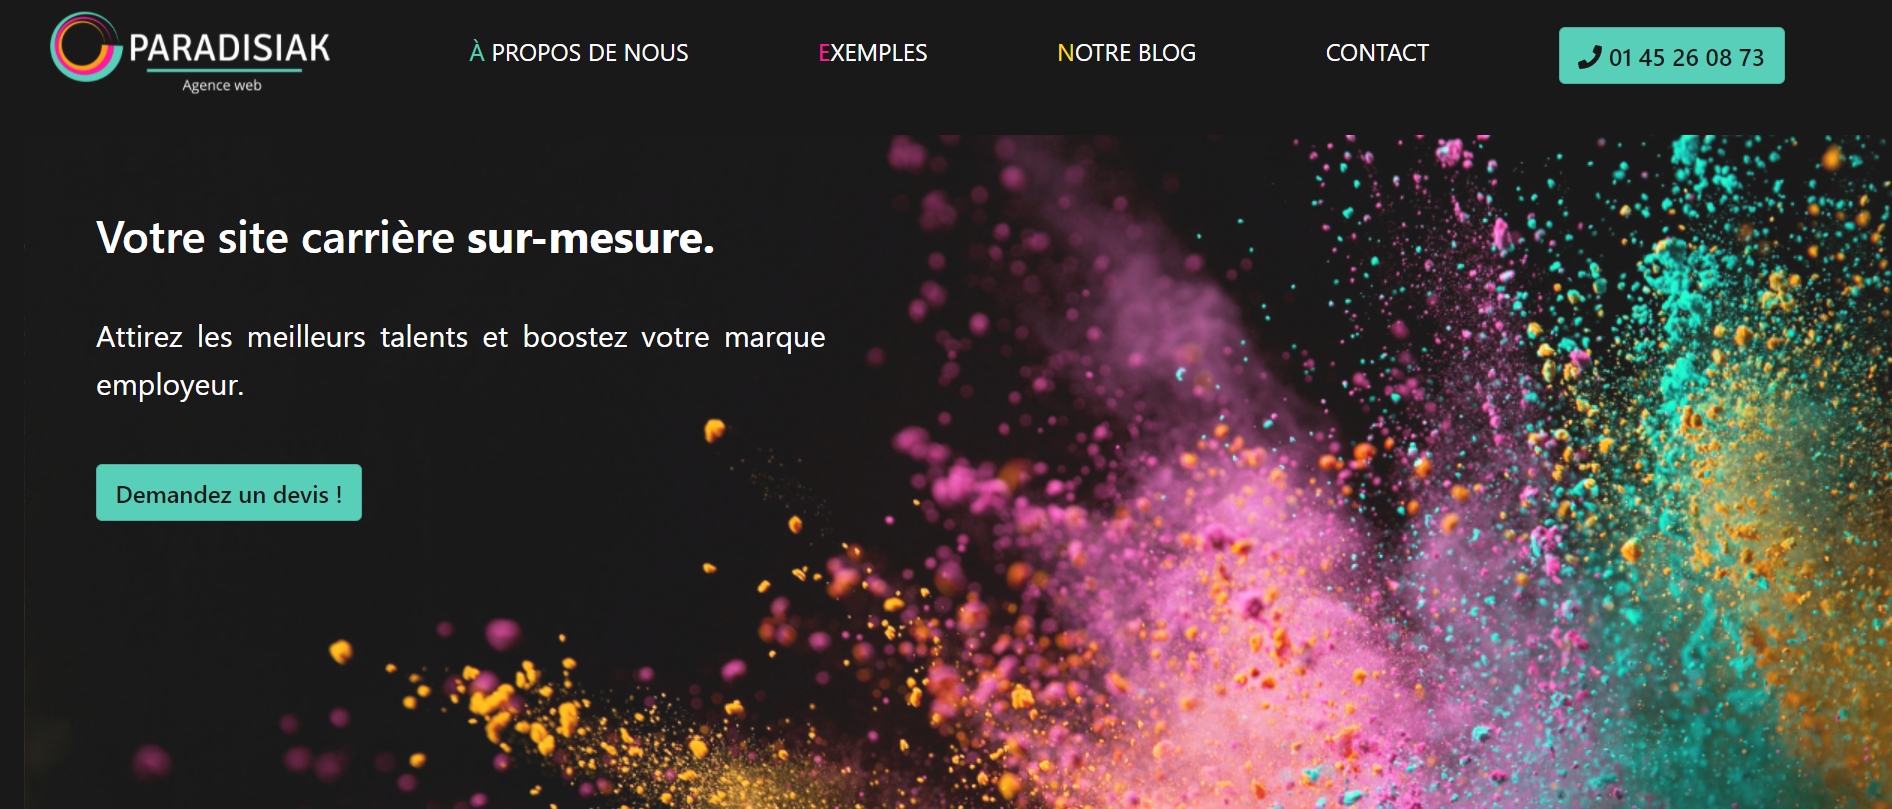 PARADISIAK
Agence web
À PROPOS DE NOUS
EXEMPLES
NOTRE BLOG
CONTACT
01 45 26 08 73
Votre site carrière sur-mesure.
Attirez les meilleurs talents et boostez votre marque
employeur.
Demandez un devis !